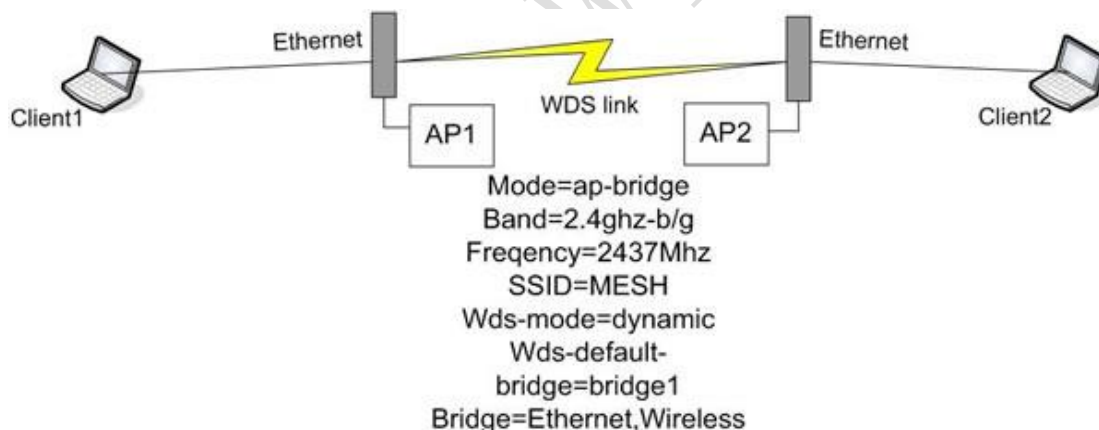 Ethernet
Ethernet
Client1
WDS link
Client2
AP1
AP2
Mode=ap-bridge
Band=2.4ghz-b/g
Freqency=2437Mhz
SSID=MESH
Wds-mode=dynamic
Wds-default-
bridge=bridge1
Bridge=Ethernet,Wireless